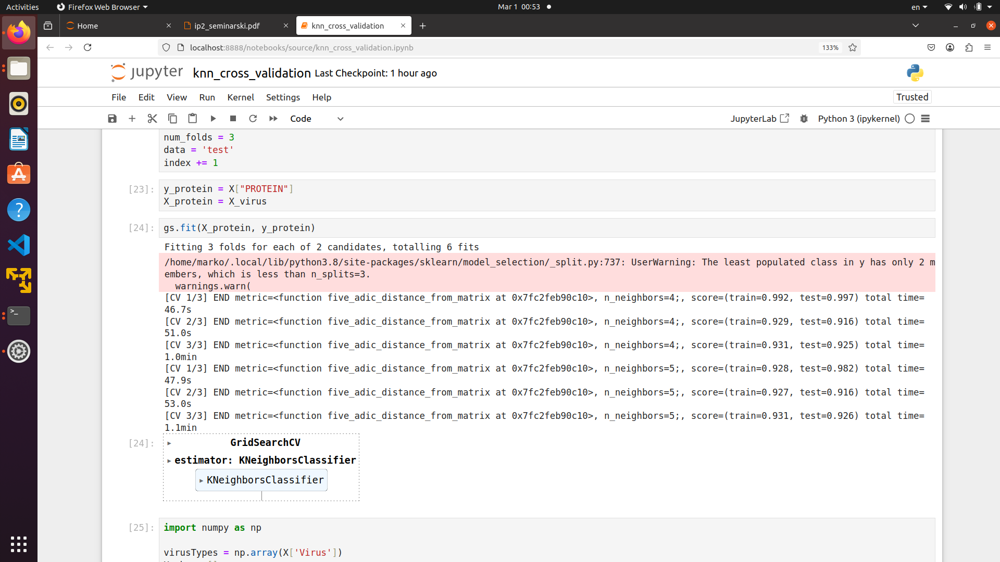 Activities
Firefox Web Browser
Mar 1 00:53
en
Home
ip2_seminarski.pdf
knn_cross_validation
localhost:8888/notebooks/source/knn_cross_validation.ipynb
133%
jupyter
knn_cross_validation Last Checkpoint: 1 hour ago
File Edit View Run Kernel Settings Help
Trusted
Code
JupyterLab
Python 3 (ipykernel)
num_folds = 3
data = 'test'
index += 1
[23]:
y_protein = X["PROTEIN"]
X_protein = X_virus
[24]:
gs.fit(X_protein, y_protein)
Fitting 3 folds for each of 2 candidates, totalling 6 fits
/home/marko/.local/lib/python3.8/site-packages/sklearn/model_selection/_split.py:737: UserWarning: The least populated class in y has only 2 m
embers, which is less than n_splits=3.
warnings.warn(
[CV 1/3] END metric=<function five_adic_distance_from_matrix at 0x7fc2feb90c10>, n_neighbors=4;, score=(train=0.992, test=0.997) total time=
46.7s
[CV 2/3] END metric=<function five_adic_distance_from_matrix at 0x7fc2feb90c10>, n_neighbors=4;, score=(train=0.929, test=0.916) total time=
51.0s
[CV 3/3] END metric=<function five_adic_distance_from_matrix at 0x7fc2feb90c10>, n_neighbors=4;, score=(train=0.931, test=0.925) total time=
1.0min
[CV 1/3] END metric=<function five_adic_distance_from_matrix at 0x7fc2feb90c10>, n_neighbors=5;, score=(train=0.928, test=0.982) total time=
47.9s
[CV 2/3] END metric=<function five_adic_distance_from_matrix at 0x7fc2feb90c10>, n_neighbors=5;, score=(train=0.927, test=0.916) total time=
53.0s
[CV 3/3] END metric=<function five_adic_distance_from_matrix at 0x7fc2feb90c10>, n_neighbors=5;, score=(train=0.931, test=0.926) total time=
1.1min
[24]:
GridSearchCV
estimator: KNeighborsClassifier
KNeighborsClassifier
[25]:
import numpy as np
virusTypes = np.array(X['Virus'])